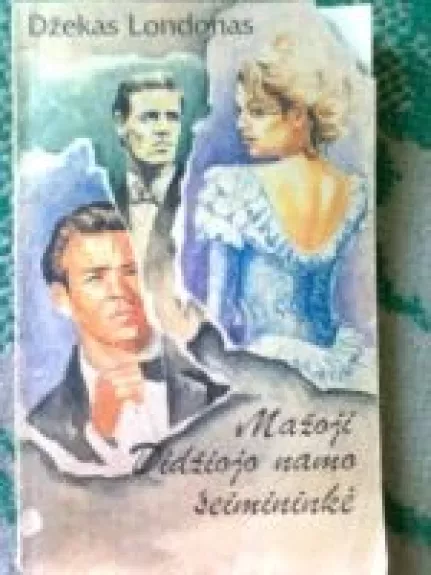 Džekas Londonas
Mažoji
Didžiojo namo
šeimininkė